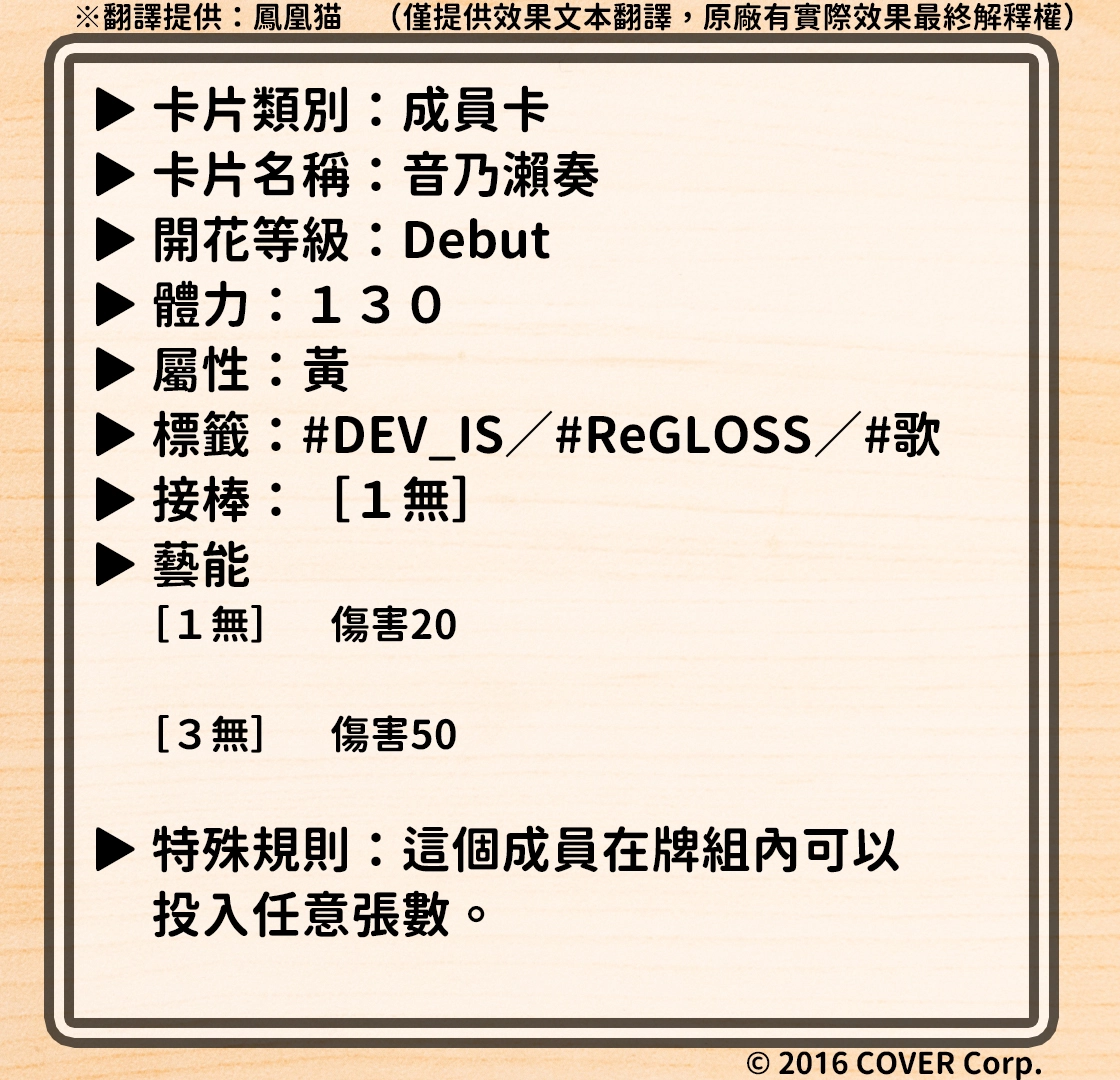 ※翻譯提供：鳳凰猫　（僅提供效果文本翻譯，原廠有實際效果最終解釋權）
▶ 卡片類別：成員卡
▶ 卡片名稱：音乃瀨奏
▶ 開花等級：Debut
▶ 體力：１３０
▶ 屬性：黃
▶ 標籤：#DEV_IS／#ReGLOSS／#歌
▶ 接棒：［１無］
▶ 藝能
［１無］　傷害20
［３無］　傷害50
▶ 特殊規則：這個成員在牌組內可以
投入任意張數。
© 2016 COVER Corp.